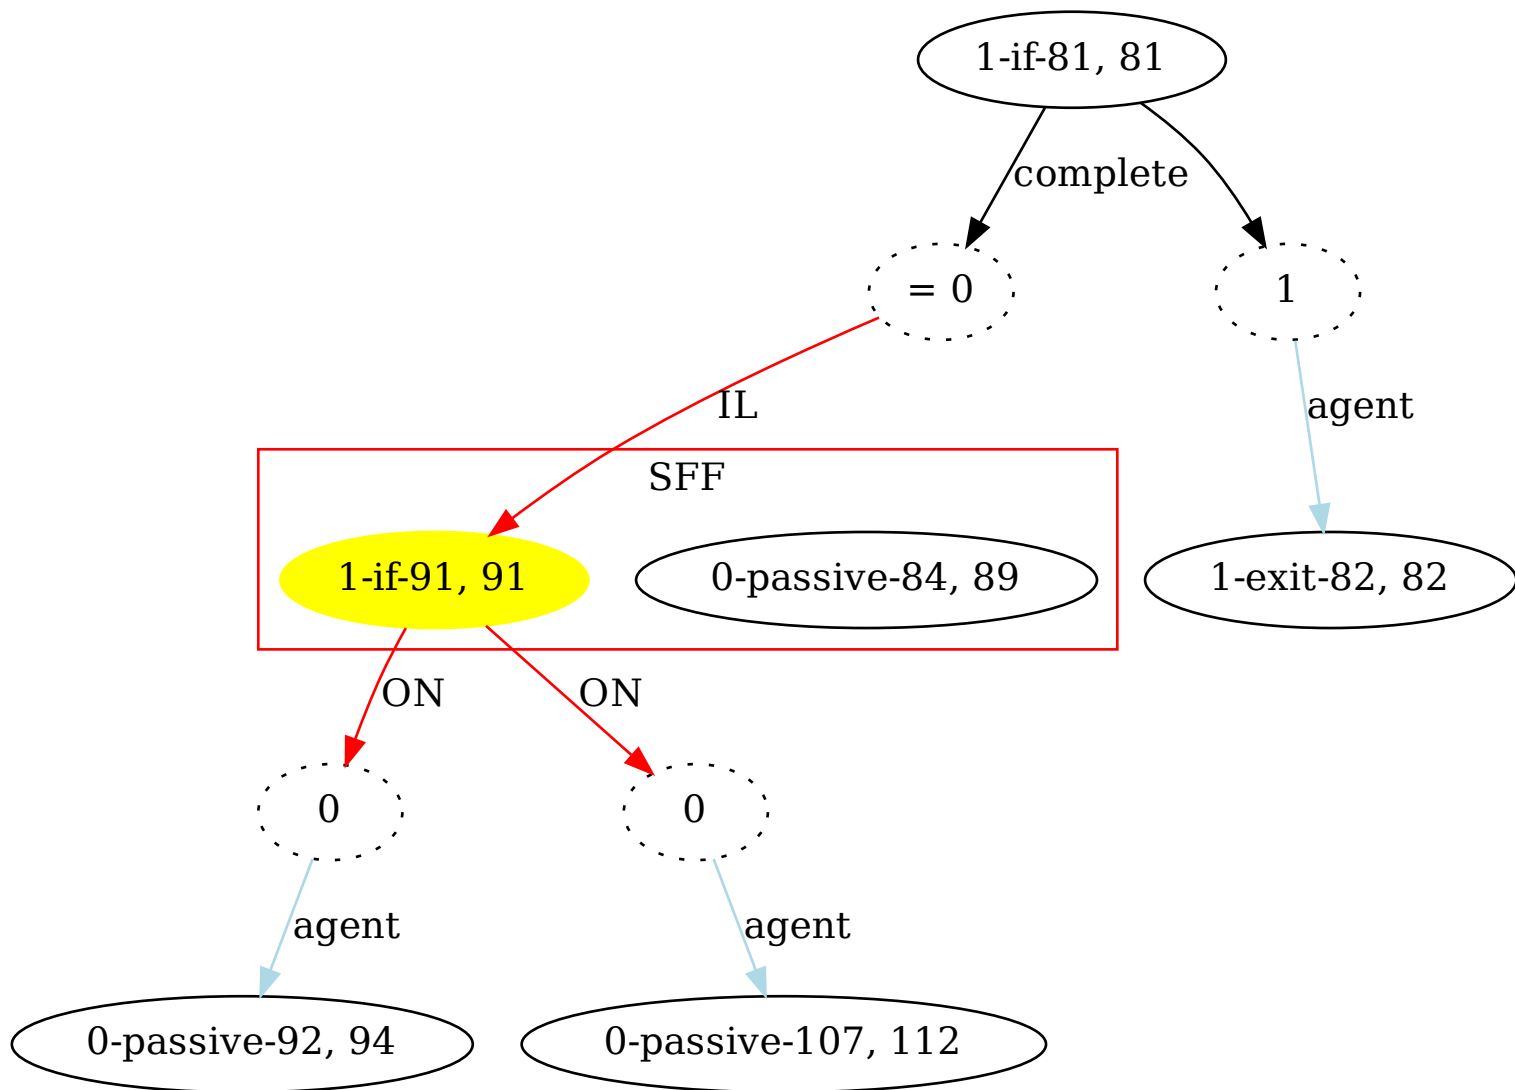 1-if-81, 81
complete
= 0
1
IL
agent
SFF
1-if-91, 91
0-passive-84, 89
1-exit-82, 82
ON
ON
0
0
agent
agent
0-passive-92, 94
0-passive-107, 112